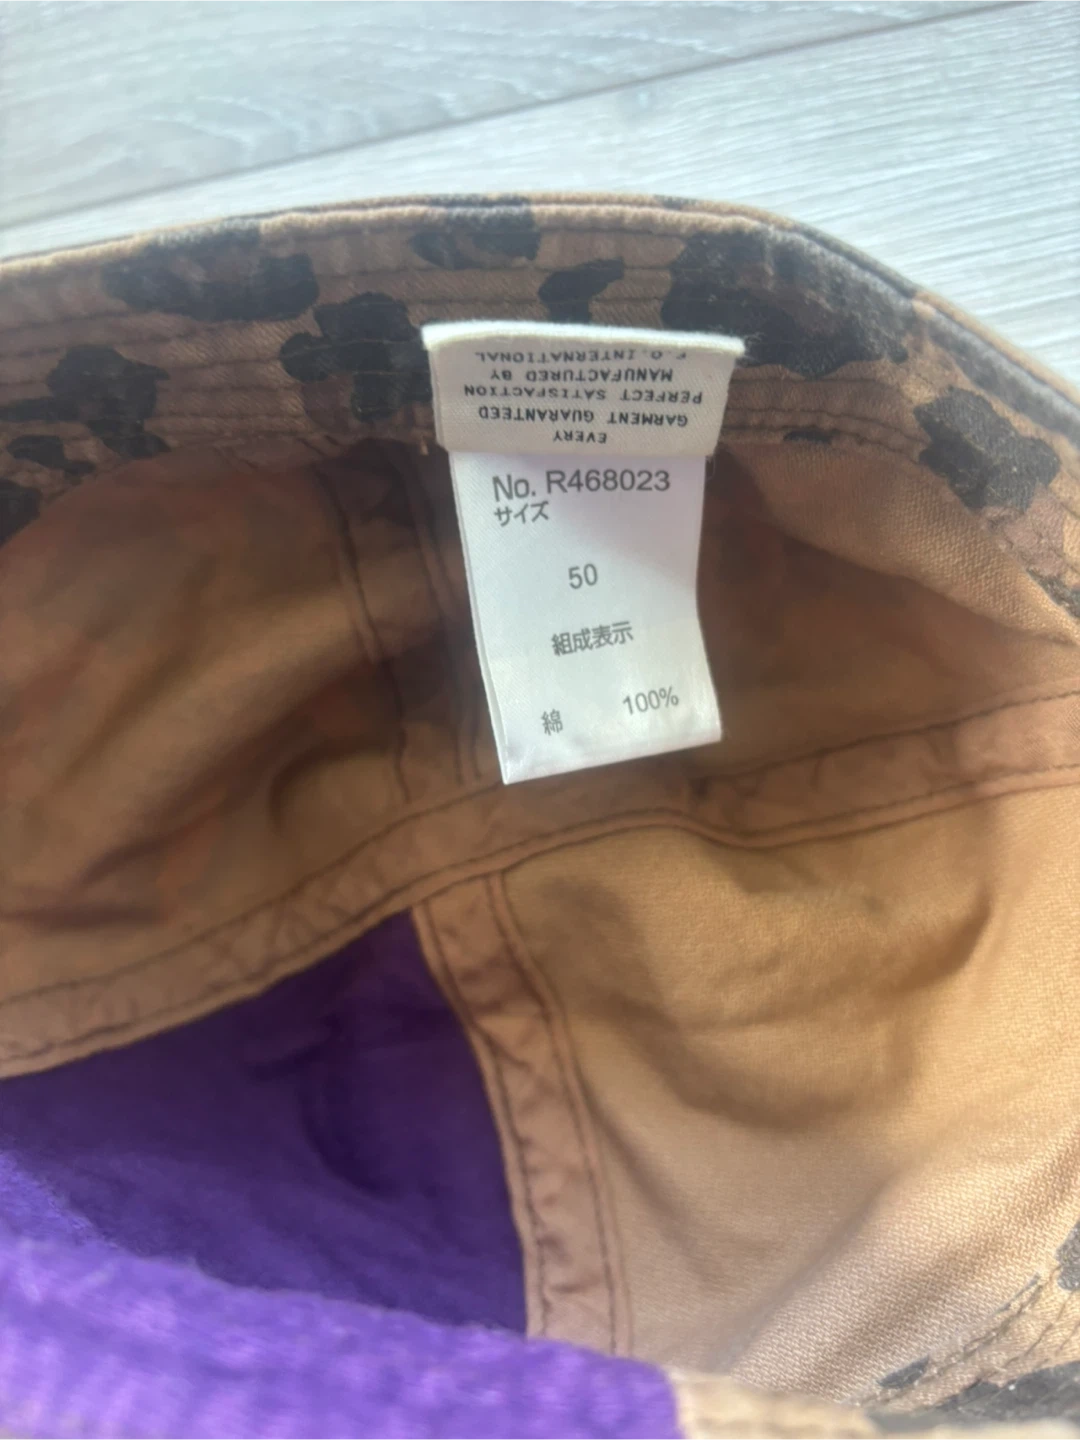 EVERY
GARMENT GUARANTEED
PERFECT SATISFACTION
MANUFACTURED BY
F.O.INTERNATIONAL
No. R468023
サイズ
50
組成表示
綿 100%